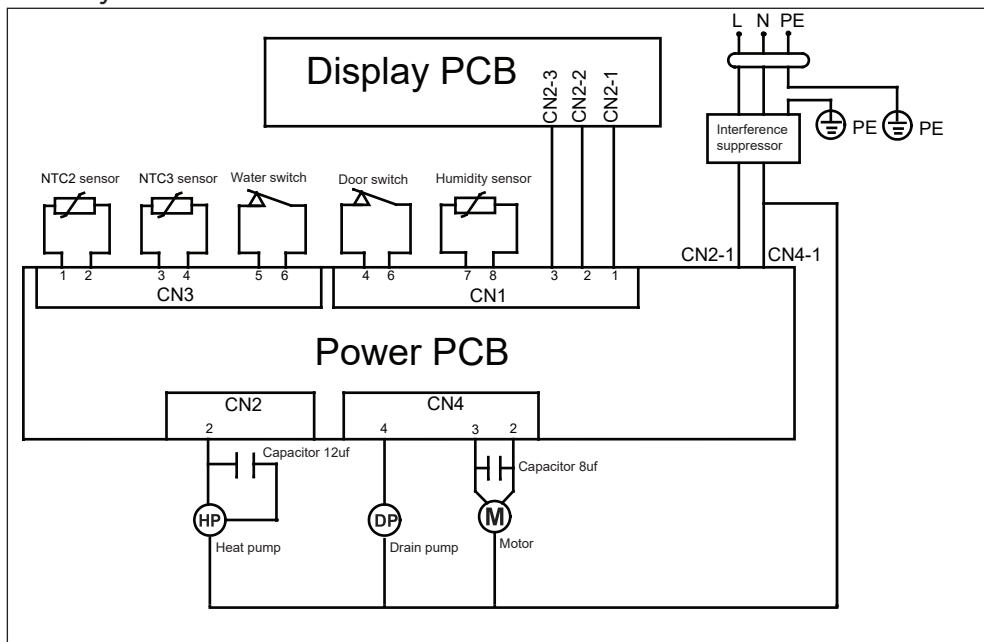 L N PE
Display PCB
CN2-3
CN2-2
CN2-1
Interference
suppressor
PE
PE
NTC2 sensor
NTC3 sensor
Water switch
Door switch
Humidity sensor
CN2-1
CN4-1
1 2 3 4 5 6
4 6 7 8 3 2 1
CN3
CN1
Power PCB
CN2
CN4
2
4
3
2
Capacitor 12uf
Capacitor 8uf
HP
DP
M
Heat pump
Drain pump
Motor